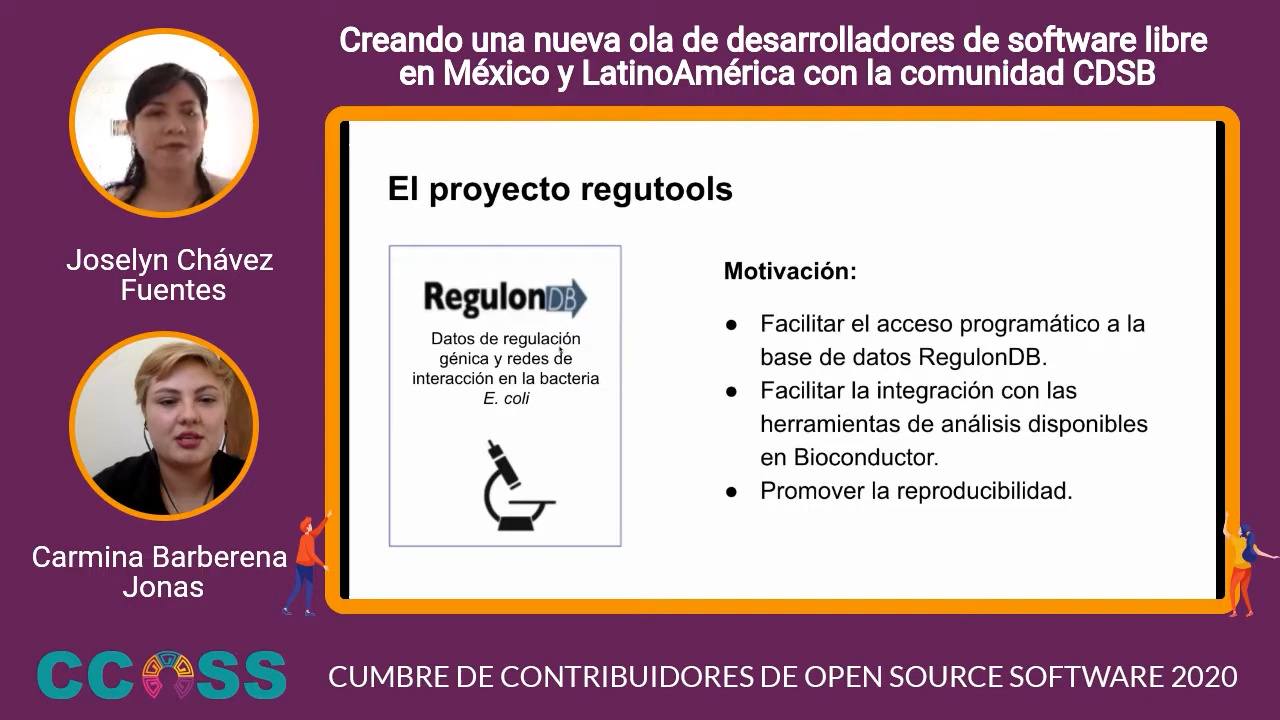 Creando una nueva ola de desarrolladores de software libre
en México y LatinoAmérica con la comunidad CDSB
Joselyn Chávez
Fuentes
Carmina Barberena
Jonas
El proyecto regutools
RegulonDB
Datos de regulación
génica y redes de
interacción en la bacteria
E. coli
Motivación:
● Facilitar el acceso programático a la
base de datos RegulonDB.
● Facilitar la integración con las
herramientas de análisis disponibles
en Bioconductor.
● Promover la reproducibilidad.
CCOSS
CUMBRE DE CONTRIBUIDORES DE OPEN SOURCE SOFTWARE 2020